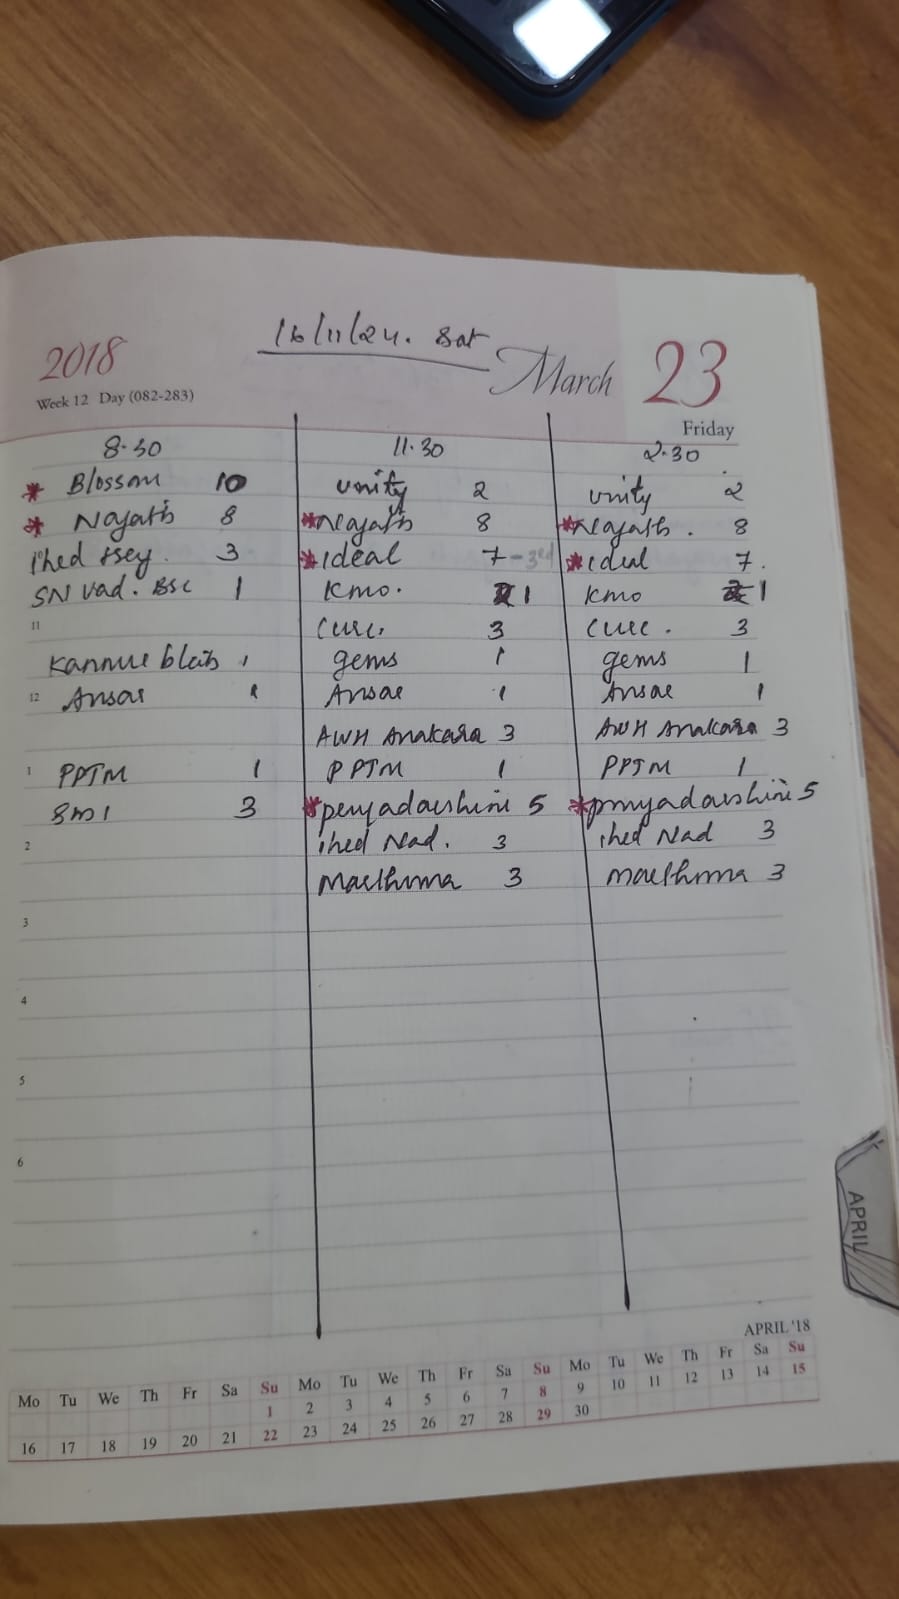 16/11/24. Sat
2018
March 23
Week 12 Day (082-283)
Friday
8.30
* Blossom 10
* Najath 8
ihed tsey. 3
SN Vad. Bsc 1
11
Kannur 1
12 Ansar 1
1 PPTM 1
SMI 3
2
3
4
5
6
11.30
Unity 2
*Najath 8
*ideal 7-3rd
KMO. 1
CUCC. 3
gems 1
Ansar 1
AWH Anakara 3
PPTM 1
*priyadarshini 5
ihed Nad. 3
Marthoma 3
2.30
Unity 2
*Najath. 8
*ideal 7.
KMO 1
CUCC. 3
gems 1
Ansar 1
AWH Anakara 3
PPTM 1
*priyadarshini 5
ihed Nad 3
Marthoma 3
APRIL
APRIL '18
Mo Tu We Th Fr Sa Su Mo Tu We Th Fr Sa Su Mo Tu We Th Fr Sa Su
1 2 3 4 5 6 7 8 9 10 11 12 13 14 15
16 17 18 19 20 21 22 23 24 25 26 27 28 29 30